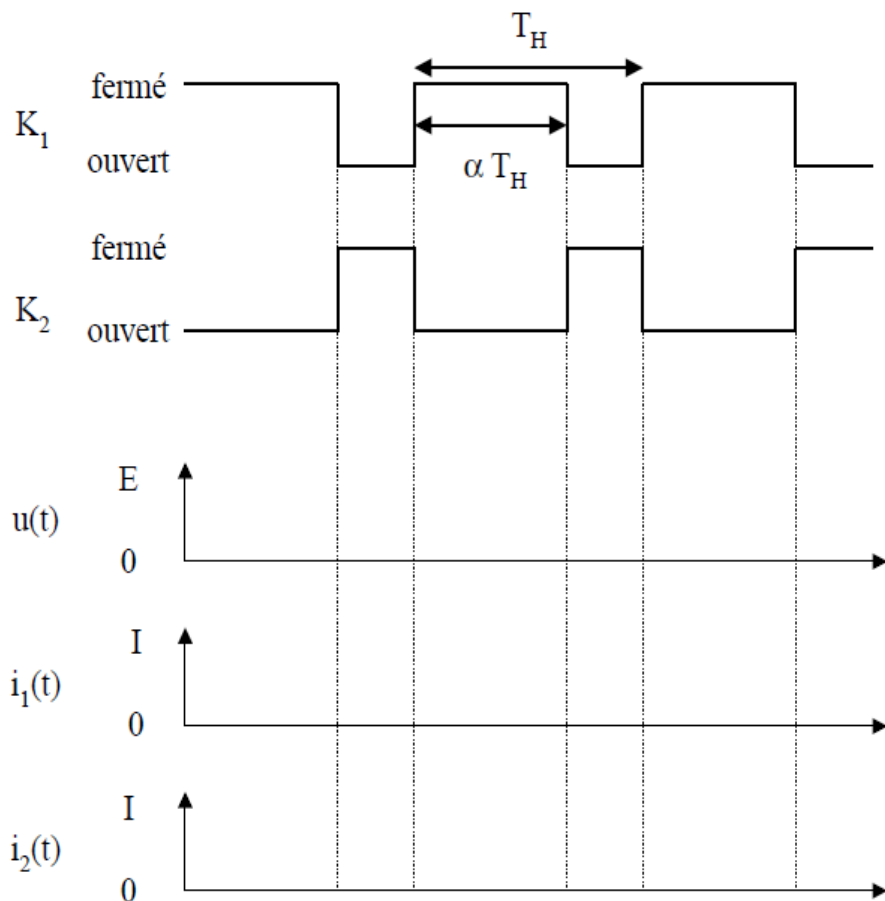 T_H
fermé
K_1
ouvert
α T_H
fermé
K_2
ouvert
E
u(t)
0
I
i_1(t)
0
I
i_2(t)
0